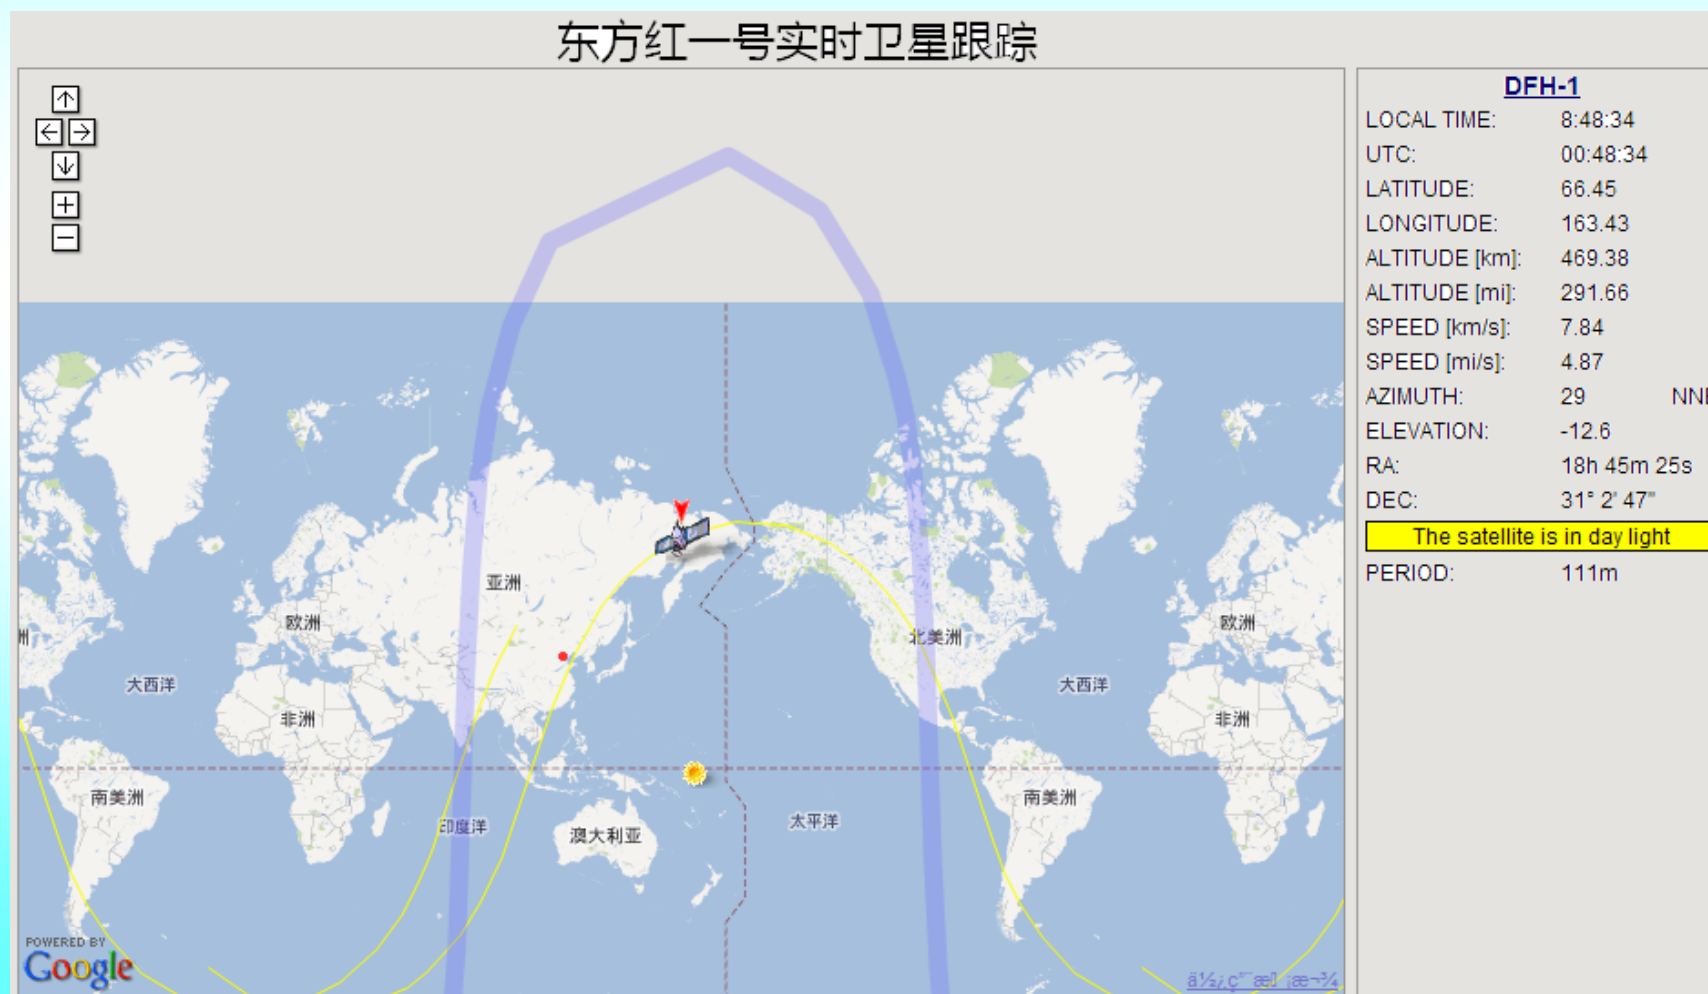 东方红一号实时卫星跟踪
DFH-1
LOCAL TIME: 8:48:34
UTC: 00:48:34
LATITUDE: 66.45
LONGITUDE: 163.43
ALTITUDE [km]: 469.38
ALTITUDE [mi]: 291.66
SPEED [km/s]: 7.84
SPEED [mi/s]: 4.87
AZIMUTH: 29
ELEVATION: -12.6
RA: 18h 45m 25s
DEC: 31° 2' 47"
The satellite is in day light
PERIOD: 111m
亚洲
欧洲
北美洲
欧洲
大西洋
大西洋
非洲
非洲
南美洲
南美洲
印度洋
澳大利亚
太平洋
POWERED BY
Google